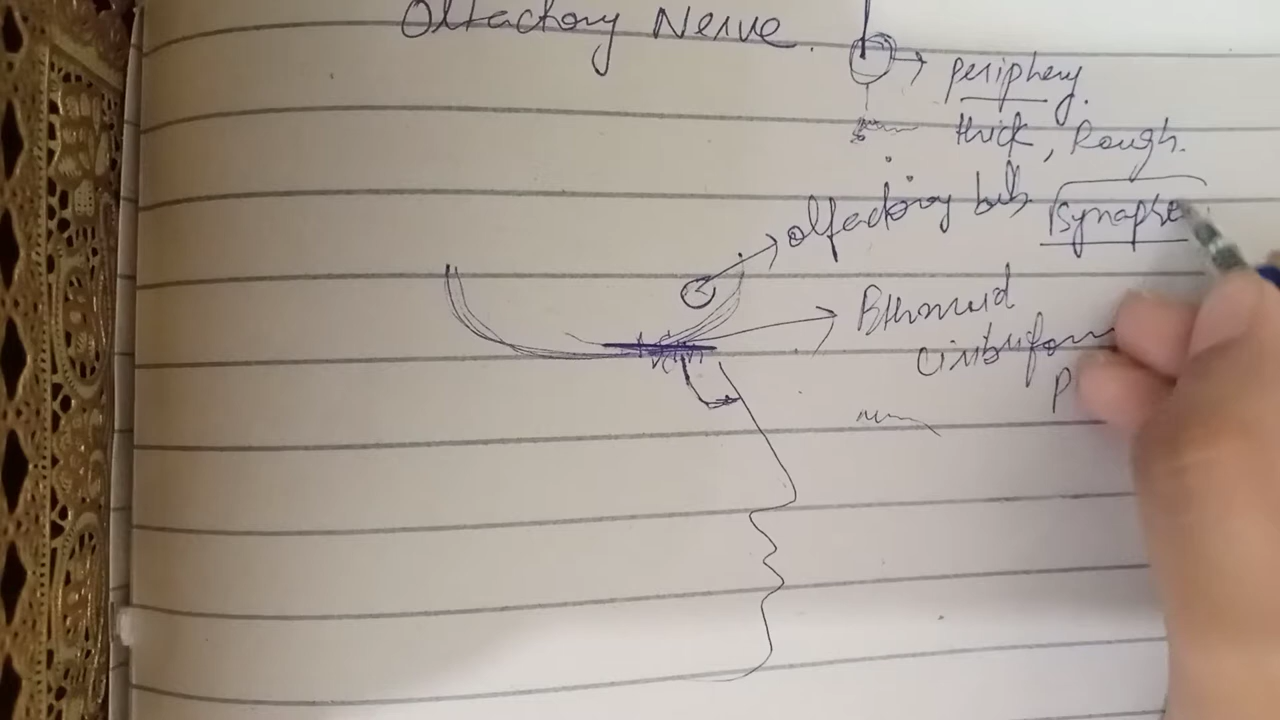 Olfactory Nerve.
periphery.
thick, Rough.
olfactory bulb
synapse
Ethmoid
cribriform
P